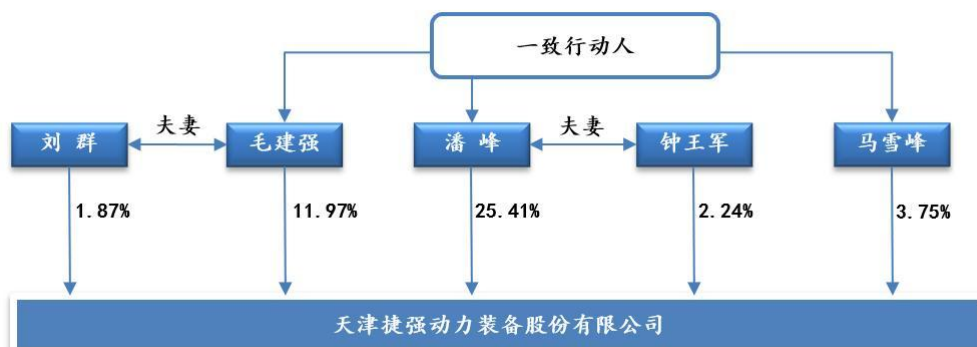 一致行动人
夫妻
夫妻
刘 群
毛建强
潘 峰
钟王军
马雪峰
1.87%
11.97%
25.41%
2.24%
3.75%
天津捷强动力装备股份有限公司